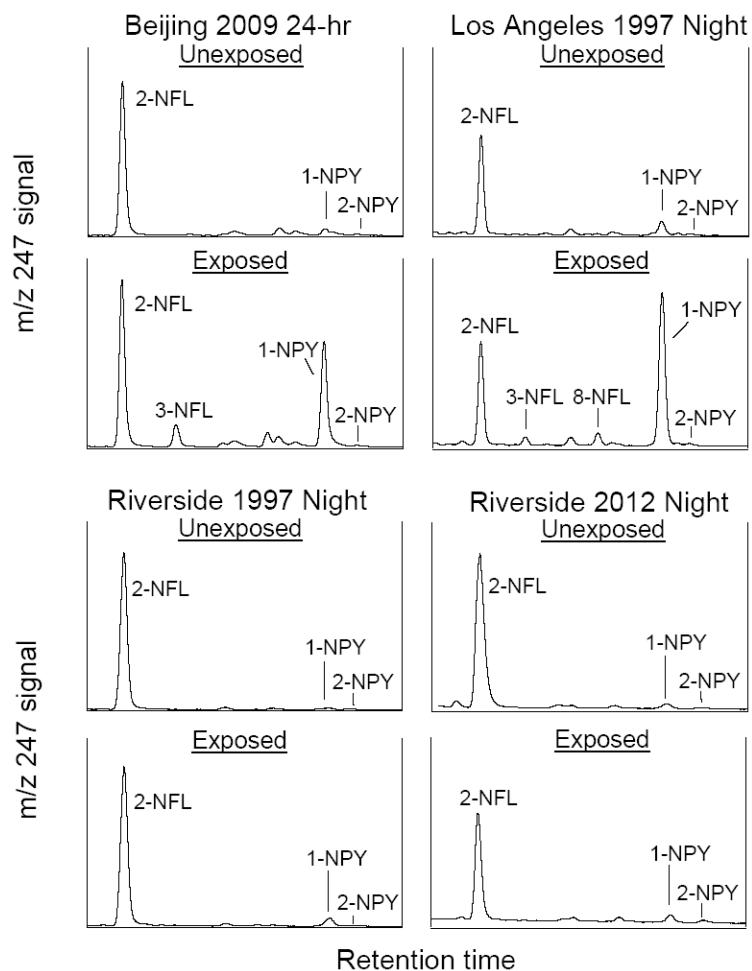 Beijing 2009 24-hr
Unexposed
2-NFL
1-NPY
2-NPY
Los Angeles 1997 Night
Unexposed
2-NFL
1-NPY
2-NPY
m/z 247 signal
Exposed
2-NFL
1-NPY
3-NFL
2-NPY
Exposed
1-NPY
2-NFL
3-NFL 8-NFL
2-NPY
Riverside 1997 Night
Unexposed
2-NFL
1-NPY
2-NPY
Riverside 2012 Night
Unexposed
2-NFL
1-NPY
2-NPY
m/z 247 signal
Exposed
2-NFL
1-NPY
2-NPY
Exposed
2-NFL
1-NPY
2-NPY
Retention time